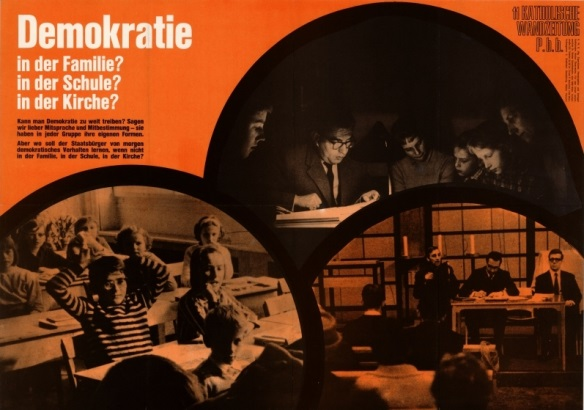 Demokratie
in der Familie?
in der Schule?
in der Kirche?
Kann man Demokratie zu weit treiben? Sagen
wir lieber Mitsprache und Mitbestimmung – sie
haben in jeder Gruppe ihre eigenen Formen.
Aber wo soll der Staatsbürger von morgen
demokratisches Verhalten lernen, wenn nicht
in der Familie, in der Schule, in der Kirche?
11 KATHOLISCHE
WANDZEITUNG